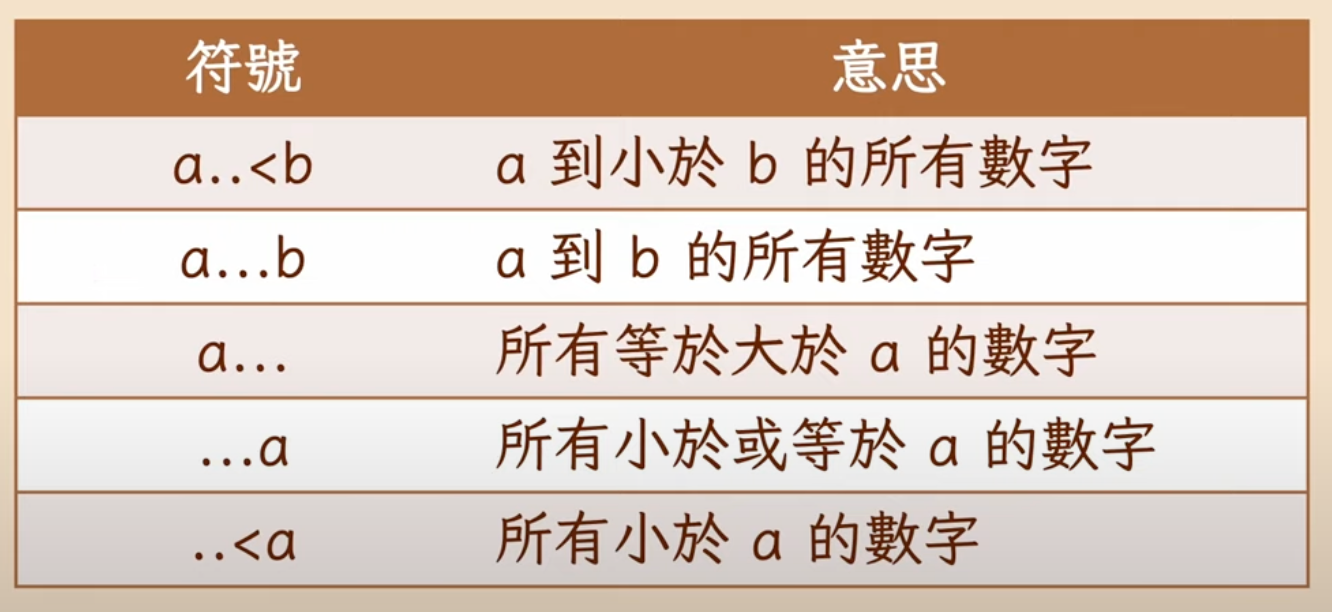 符號 意思
a..<b a 到小於 b 的所有數字
a...b a 到 b 的所有數字
a... 所有等於大於 a 的數字
...a 所有小於或等於 a 的數字
..<a 所有小於 a 的數字